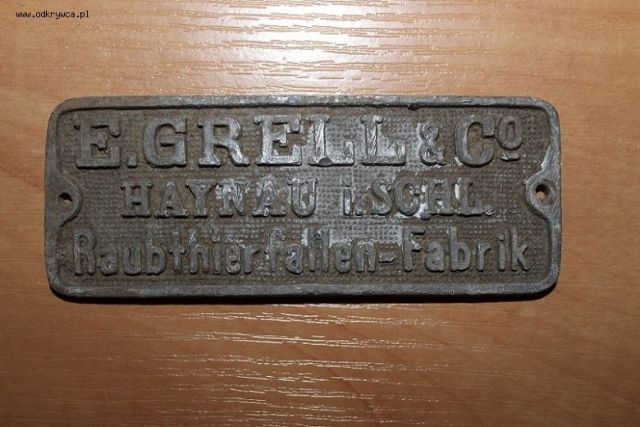 www.odkrywca.pl
E. GRELL & Co
HAYNAU i. SCHL.
Raubthierfallen-Fabrik